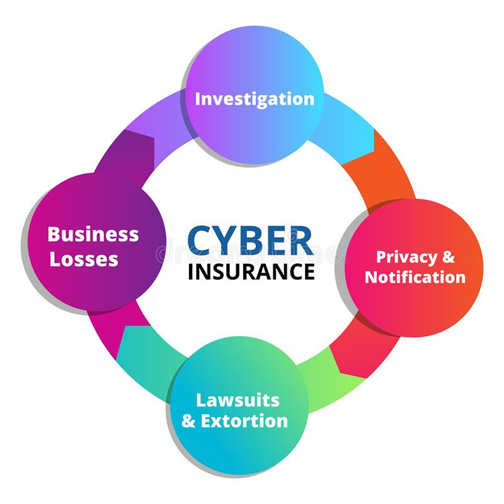 Investigation
Business
Losses
CYBER
INSURANCE
Privacy &
Notification
Lawsuits
& Extortion